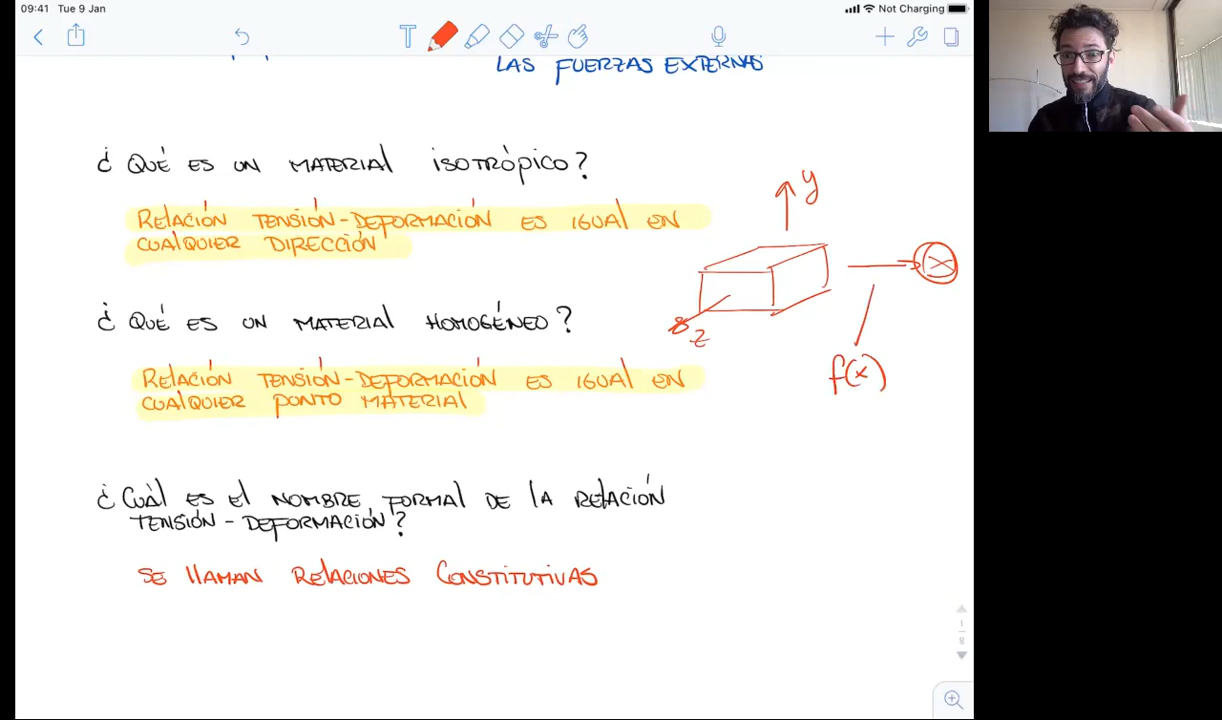 09:41 Tue 9 Jan
Not Charging
T
LAS FUERZAS EXTERNAS
¿QUÉ ES UN MATERIAL ISOTRÓPICO?
RELACIÓN TENSIÓN-DEFORMACIÓN ES IGUAL EN
CUALQUIER DIRECCIÓN
y
x
z
f(x)
¿QUÉ ES UN MATERIAL HOMOGÉNEO?
RELACIÓN TENSIÓN-DEFORMACIÓN ES IGUAL EN
CUALQUIER PUNTO MATERIAL
¿CUÁL ES EL NOMBRE FORMAL DE LA RELACIÓN
TENSIÓN-DEFORMACIÓN?
SE LLAMAN RELACIONES CONSTITUTIVAS
1
8